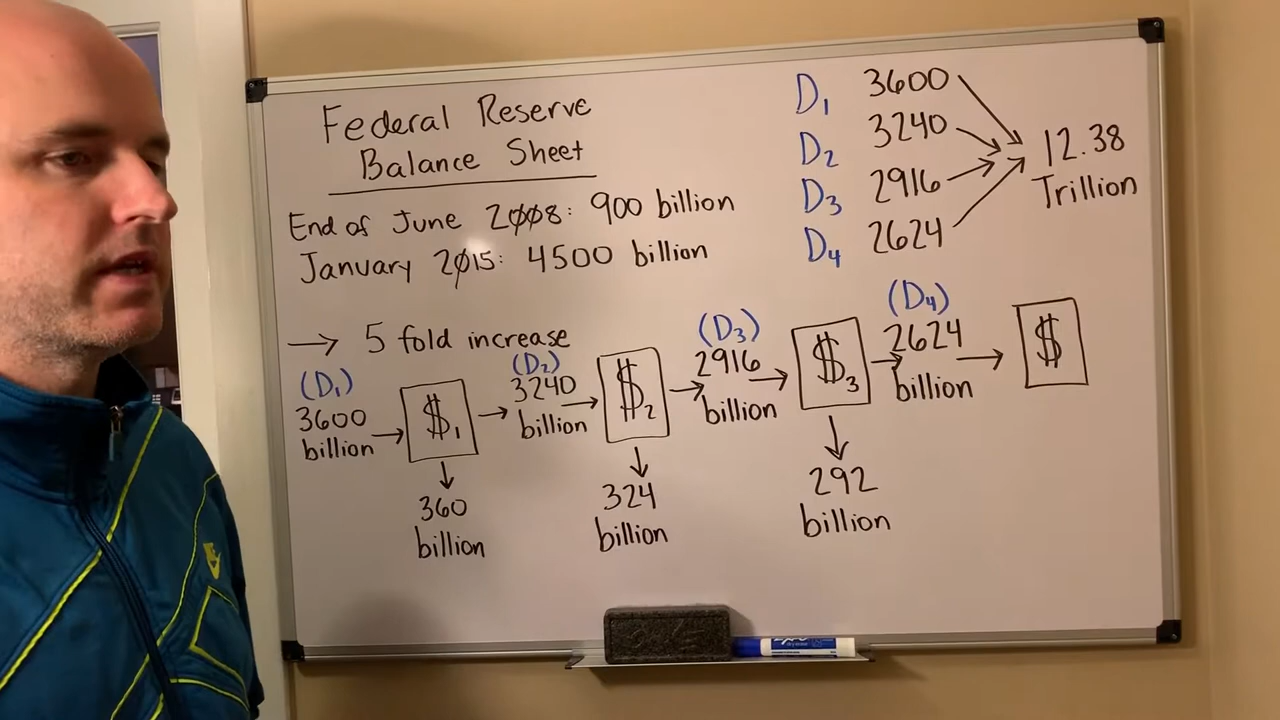 Federal Reserve
Balance Sheet
End of June 2008: 900 billion
January 2015: 4500 billion
→ 5 fold increase
D1 3600
D2 3240
D3 2916
D4 2624
12.38
Trillion
(D1)
3600
billion
$1
360
billion
(D2)
3240
billion
$2
324
billion
(D3)
2916
billion
$3
292
billion
(D4)
2624
billion
$